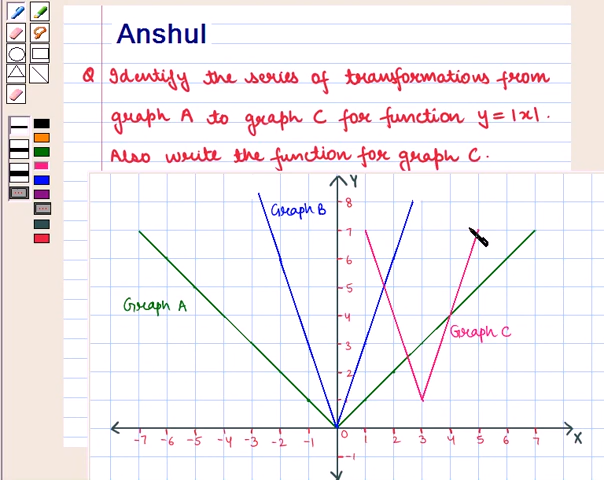 Anshul
Q Identify the series of transformations from
graph A to graph C for function y = |x|.
Also write the function for graph C.
Y
8
Graph B
7
6
5
Graph A
4
Graph C
3
2
-7 -6 -5 -4 -3 -2 -1 0 1 2 3 4 5 6 7 X
-1